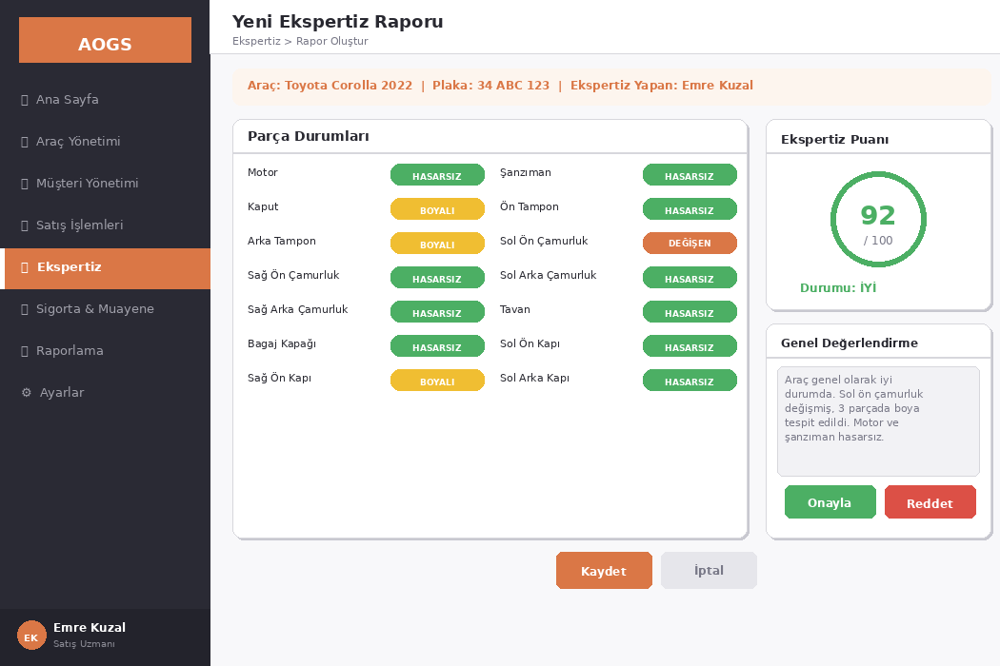 AOGS
Ana Sayfa
Araç Yönetimi
Müşteri Yönetimi
Satış İşlemleri
Ekspertiz
Sigorta & Muayene
Raporlama
Ayarlar
EK
Emre Kuzal
Satış Uzmanı
Yeni Ekspertiz Raporu
Ekspertiz > Rapor Oluştur
Araç: Toyota Corolla 2022 | Plaka: 34 ABC 123 | Ekspertiz Yapan: Emre Kuzal
Parça Durumları
Motor HASARSIZ Şanzıman HASARSIZ
Kaput BOYALI Ön Tampon HASARSIZ
Arka Tampon BOYALI Sol Ön Çamurluk DEĞİŞEN
Sağ Ön Çamurluk HASARSIZ Sol Arka Çamurluk HASARSIZ
Sağ Arka Çamurluk HASARSIZ Tavan HASARSIZ
Bagaj Kapağı HASARSIZ Sol Ön Kapı HASARSIZ
Sağ Ön Kapı BOYALI Sol Arka Kapı HASARSIZ
Ekspertiz Puanı
92
/ 100
Durumu: İYİ
Genel Değerlendirme
Araç genel olarak iyi
durumda. Sol ön çamurluk
değişmiş, 3 parçada boya
tespit edildi. Motor ve
şanzıman hasarsız.
Onayla Reddet
Kaydet İptal